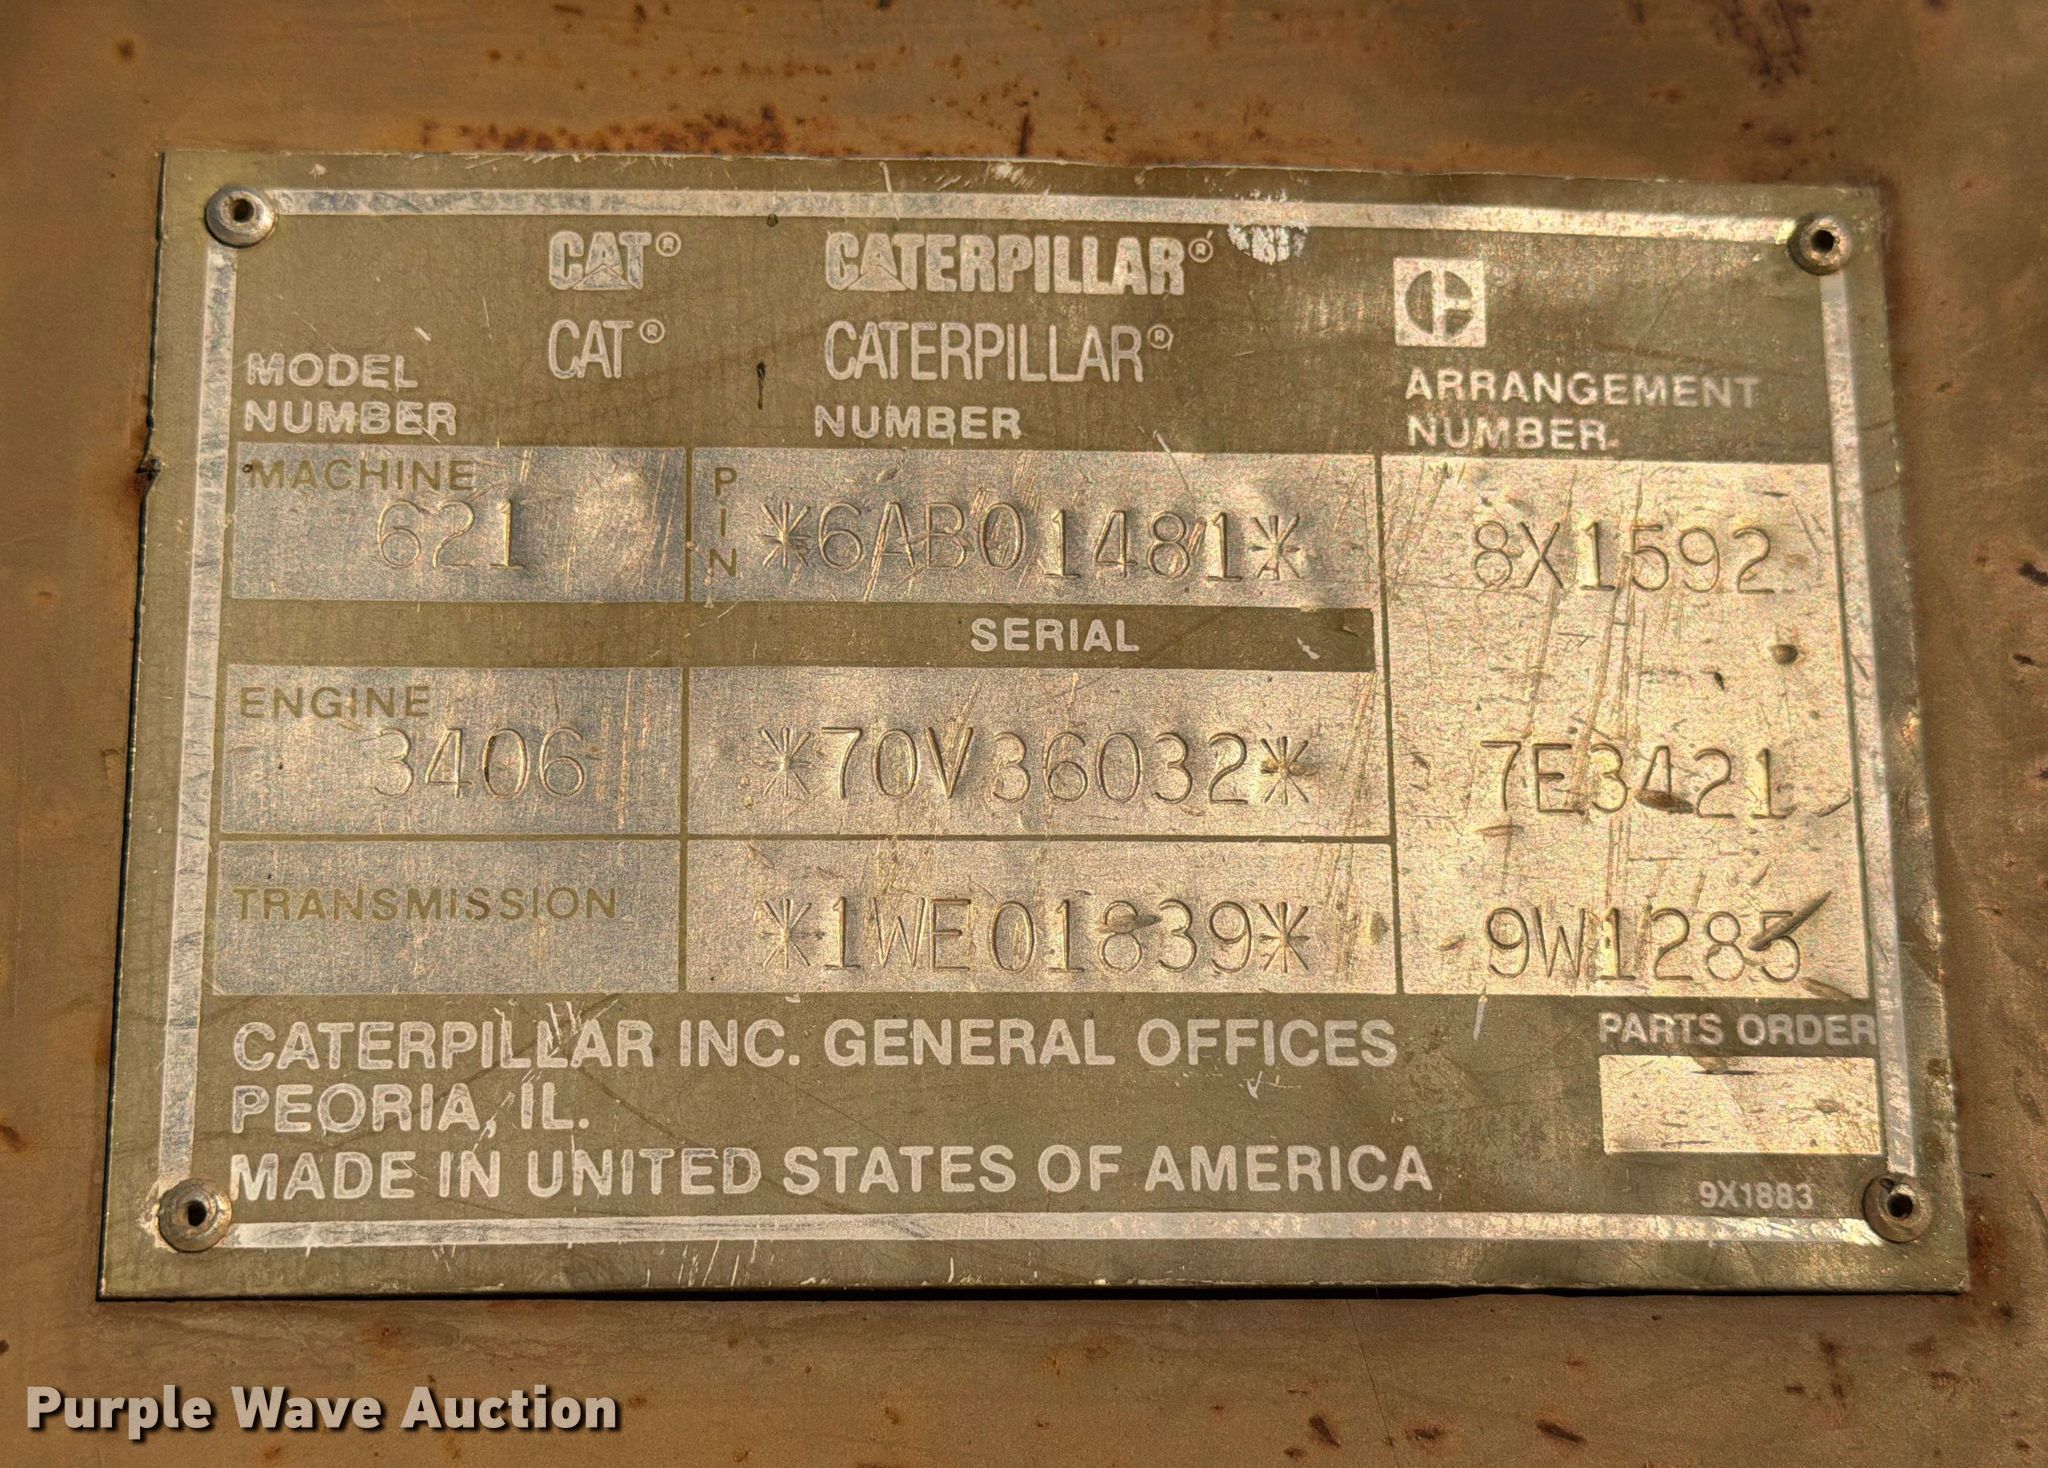 CAT® CATERPILLAR®
CAT® CATERPILLAR®
MODEL NUMBER
NUMBER
ARRANGEMENT NUMBER
MACHINE
621
PIN
*6AB01481*
8X1592
SERIAL
ENGINE
3406
*70V36032*
7E3421
TRANSMISSION
*1WE01839*
9W1285
CATERPILLAR INC. GENERAL OFFICES
PEORIA, IL.
MADE IN UNITED STATES OF AMERICA
PARTS ORDER
9X1883
Purple Wave Auction